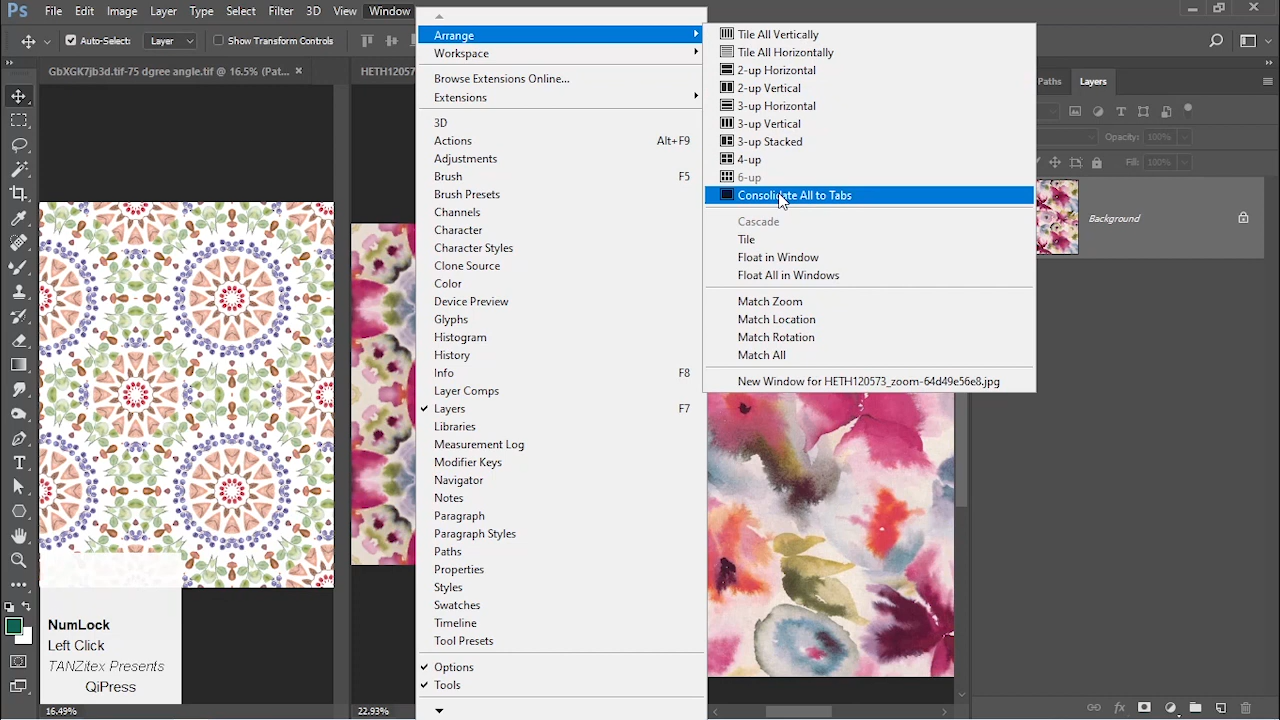 Ps
File
Edit
Image
Layer
Type
Select
Filter
3D
View
Window
Auto-Select:
Layer
Show Transform Controls
GbXGK7jb3d.tif-75 dgree angle.tif @ 16.5% (Pat...
HETH12057
Arrange
Workspace
Browse Extensions Online...
Extensions
3D
Actions Alt+F9
Adjustments
Brush F5
Brush Presets
Channels
Character
Character Styles
Clone Source
Color
Device Preview
Glyphs
Histogram
History
Info F8
Layer Comps
Layers F7
Libraries
Measurement Log
Modifier Keys
Navigator
Notes
Paragraph
Paragraph Styles
Paths
Properties
Styles
Swatches
Timeline
Tool Presets
Options
Tools
Tile All Vertically
Tile All Horizontally
2-up Horizontal
2-up Vertical
3-up Horizontal
3-up Vertical
3-up Stacked
4-up
6-up
Consolidate All to Tabs
Cascade
Tile
Float in Window
Float All in Windows
Match Zoom
Match Location
Match Rotation
Match All
New Window for HETH120573_zoom-64d49e56e8.jpg
Paths
Layers
Opacity: 100%
Fill: 100%
Background
NumLock
Left Click
TANZitex Presents
QiPress
16.49%
22.93%